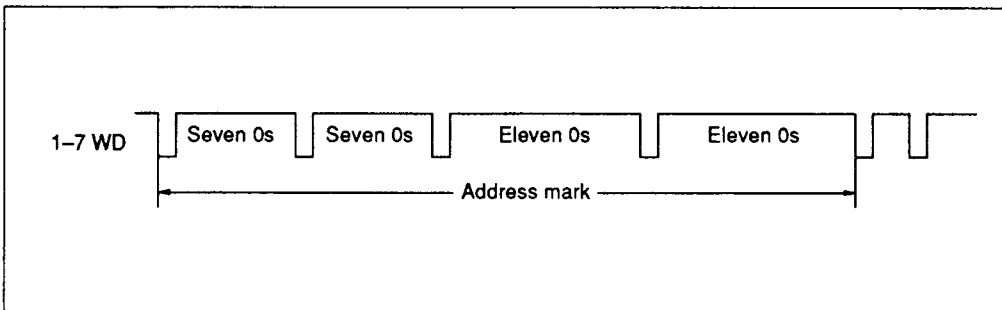 1–7 WD
Seven 0s Seven 0s Eleven 0s Eleven 0s
Address mark